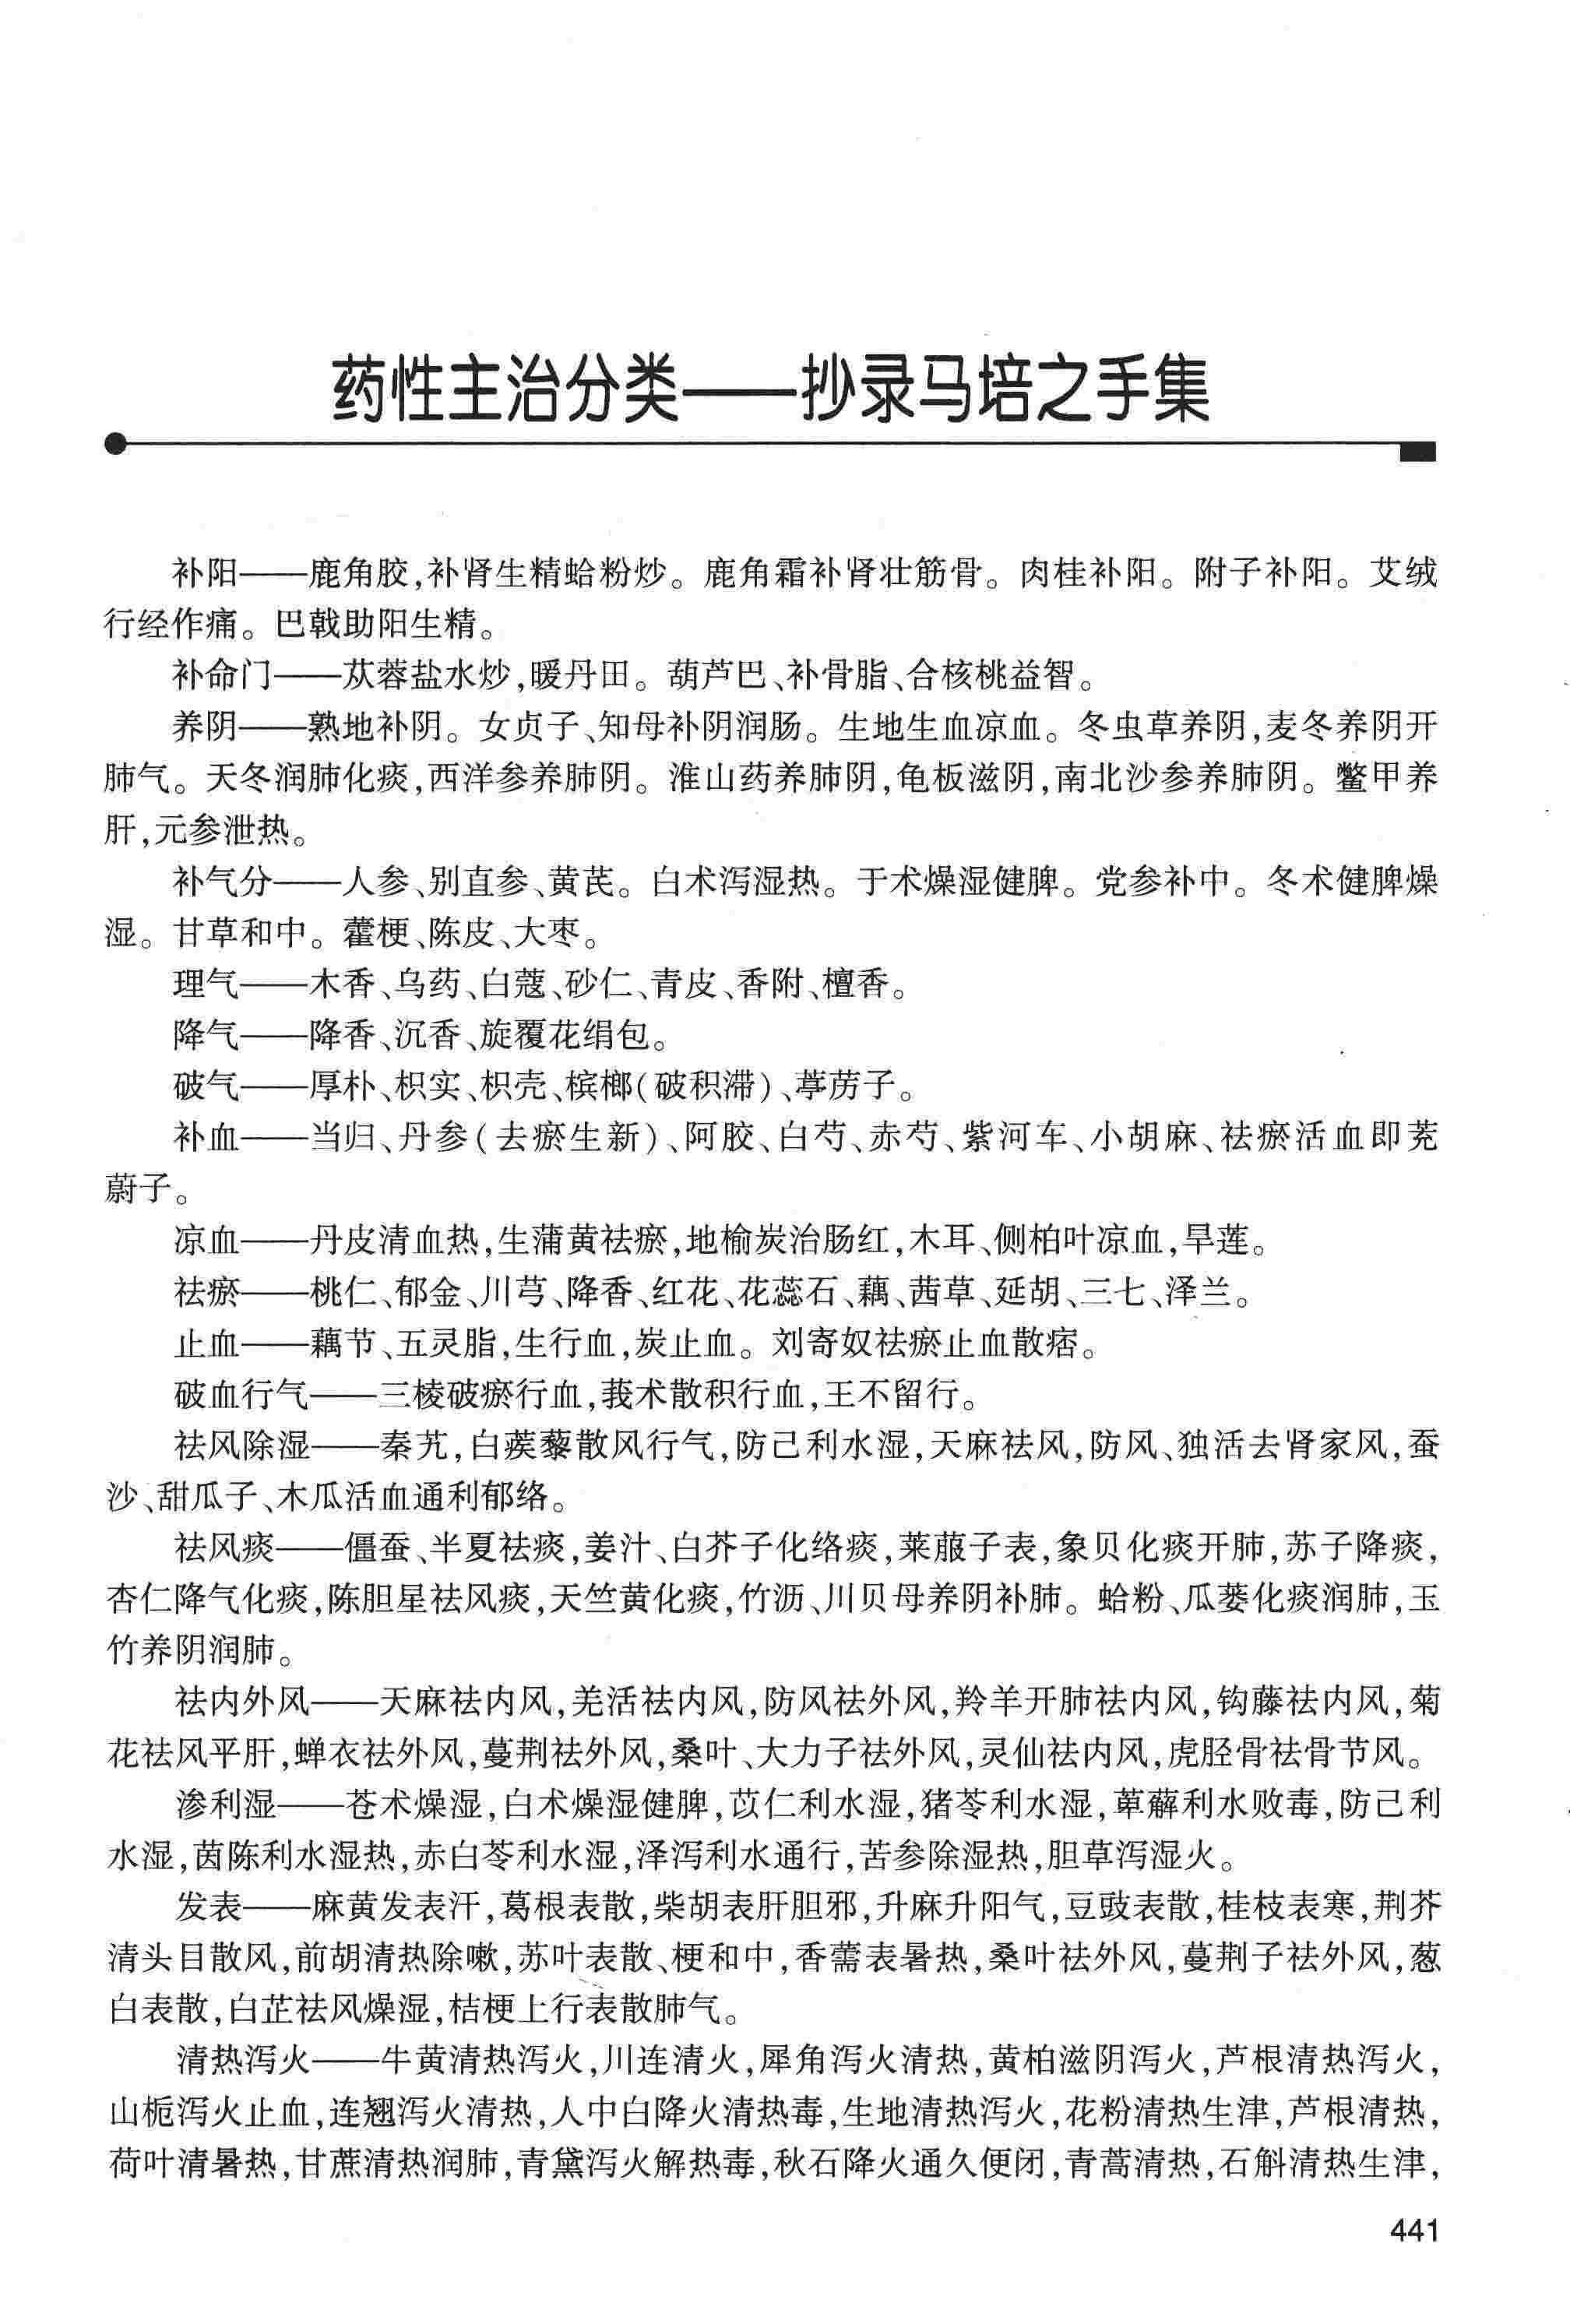 药性主治分类——抄录马培之手集
补阳——鹿角胶,补肾生精蛤粉炒。鹿角霜补肾壮筋骨。肉桂补阳。附子补阳。艾绒
行经作痛。巴戟助阳生精。
补命门——苁蓉盐水炒,暖丹田。葫芦巴、补骨脂、合核桃益智。
养阴——熟地补阴。女贞子、知母补阴润肠。生地生血凉血。冬虫草养阴,麦冬养阴开
肺气。天冬润肺化痰,西洋参养肺阴。淮山药养肺阴,龟板滋阴,南北沙参养肺阴。鳖甲养
肝,元参泄热。
补气分——人参、别直参、黄芪。白术泻湿热。于术燥湿健脾。党参补中。冬术健脾燥
湿。甘草和中。藿梗、陈皮、大枣。
理气——木香、乌药、白蔻、砂仁、青皮、香附、檀香。
降气——降香、沉香、旋覆花绢包。
破气——厚朴、枳实、枳壳、槟榔(破积滞)、葶苈子。
补血——当归、丹参(去瘀生新)、阿胶、白芍、赤芍、紫河车、小胡麻、祛瘀活血即茺
蔚子。
凉血——丹皮清血热,生蒲黄祛瘀,地榆炭治肠红,木耳、侧柏叶凉血,旱莲。
祛瘀——桃仁、郁金、川芎、降香、红花、花蕊石、藕、茜草、延胡、三七、泽兰。
止血——藕节、五灵脂,生行血,炭止血。刘寄奴祛瘀止血散痞。
破血行气——三棱破瘀行血,莪术散积行血,王不留行。
祛风除湿——秦艽,白蒺藜散风行气,防己利水湿,天麻祛风,防风、独活去肾家风,蚕
沙、甜瓜子、木瓜活血通利郁络。
祛风痰——僵蚕、半夏祛痰,姜汁、白芥子化络痰,莱菔子表,象贝化痰开肺,苏子降痰,
杏仁降气化痰,陈胆星祛风痰,天竺黄化痰,竹沥、川贝母养阴补肺。蛤粉、瓜蒌化痰润肺,玉
竹养阴润肺。
祛内外风——天麻祛内风,羌活祛内风,防风祛外风,羚羊开肺祛内风,钩藤祛内风,菊
花祛风平肝,蝉衣祛外风,蔓荆祛外风,桑叶、大力子祛外风,灵仙祛内风,虎胫骨祛骨节风。
渗利湿——苍术燥湿,白术燥湿健脾,苡仁利水湿,猪苓利水湿,萆薢利水败毒,防己利
水湿,茵陈利水湿热,赤白苓利水湿,泽泻利水通行,苦参除湿热,胆草泻湿火。
发表——麻黄发表汗,葛根表散,柴胡表肝胆邪,升麻升阳气,豆豉表散,桂枝表寒,荆芥
清头目散风,前胡清热除嗽,苏叶表散、梗和中,香薷表暑热,桑叶祛外风,蔓荆子祛外风,葱
白表散,白芷祛风燥湿,桔梗上行表散肺气。
清热泻火——牛黄清热泻火,川连清火,犀角泻火清热,黄柏滋阴泻火,芦根清热泻火,
山栀泻火止血,连翘泻火清热,人中白降火清热毒,生地清热泻火,花粉清热生津,芦根清热,
荷叶清暑热,甘蔗清热润肺,青黛泻火解热毒,秋石降火通久便闭,青蒿清热,石斛清热生津,
441